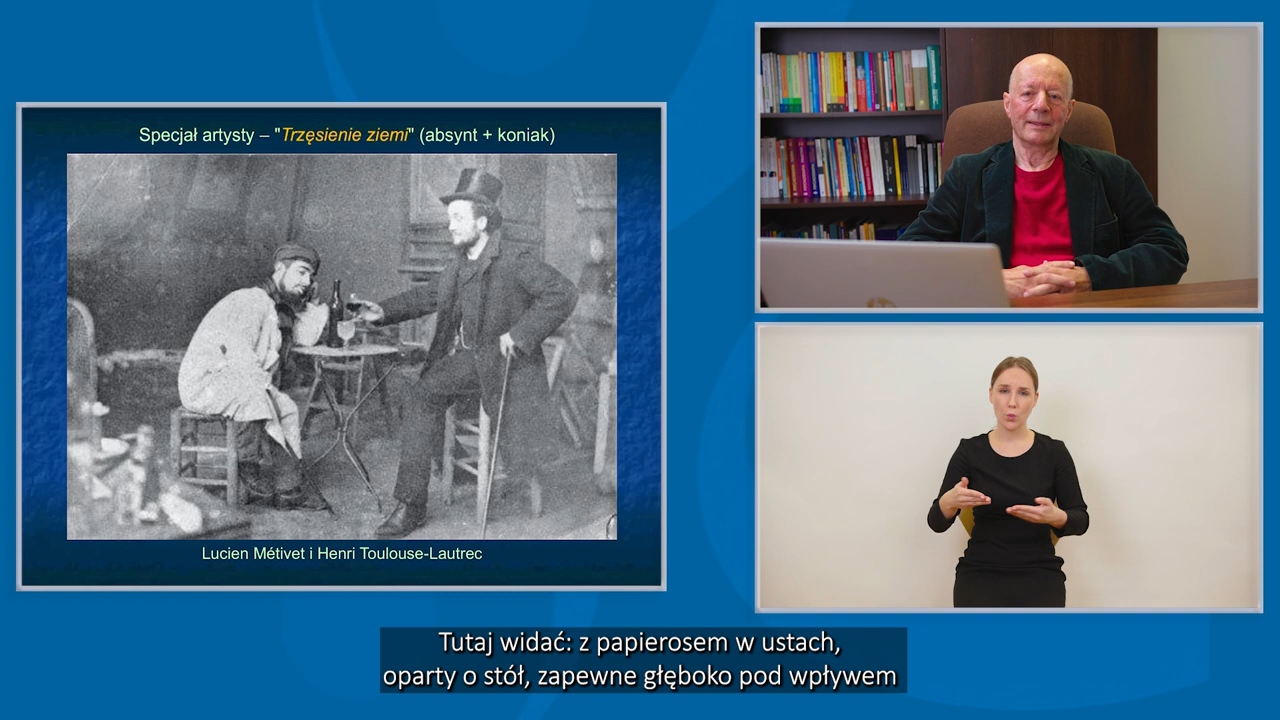 Specjał artysty – "Trzęsienie ziemi" (absynt + koniak)
Lucien Métivet i Henri Toulouse-Lautrec
Tutaj widać: z papierosem w ustach,
oparty o stół, zapewne głęboko pod wpływem